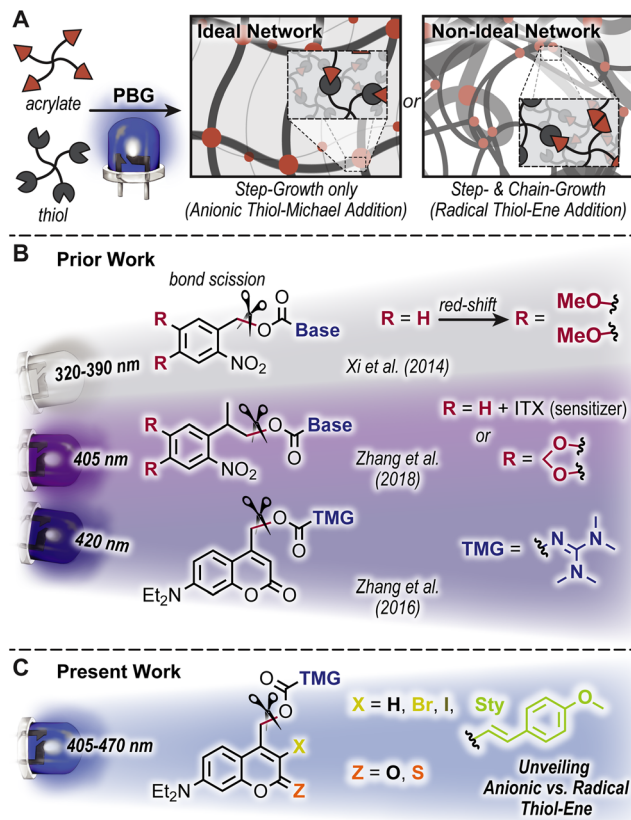 A
acrylate
thiol
PBG
Ideal Network
Step-Growth only
(Anionic Thiol-Michael Addition)
or
Non-Ideal Network
Step- & Chain-Growth
(Radical Thiol-Ene Addition)
B Prior Work
bond scission
R
R
NO2
O
O
Base
R = H
red-shift
R =
MeO
MeO
Xi et al. (2014)
320-390 nm
R
R
NO2
O
O
Base
Zhang et al.
(2018)
R = H + ITX (sensitizer)
or
R =
O
O
405 nm
420 nm
O
O
TMG
Et2N
O
O
Zhang et al.
(2016)
TMG =
N
N
N
C Present Work
405-470 nm
O
TMG
O
X
Et2N
O
Z
X = H, Br, I,
Z = O, S
Sty
O
Unveiling
Anionic vs. Radical
Thiol-Ene